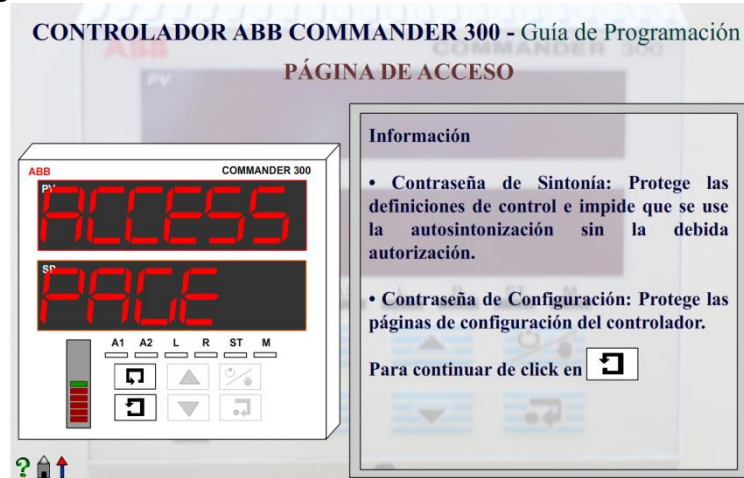 CONTROLADOR ABB COMMANDER 300 - Guía de Programación
PÁGINA DE ACCESO
ABB
COMMANDER 300
PV
ACCESS
SP
PAGE
A1 A2 L R ST M
Información
• Contraseña de Sintonía: Protege las
definiciones de control e impide que se use
la autosintonización sin la debida
autorización.
• Contraseña de Configuración: Protege las
páginas de configuración del controlador.
Para continuar de click en